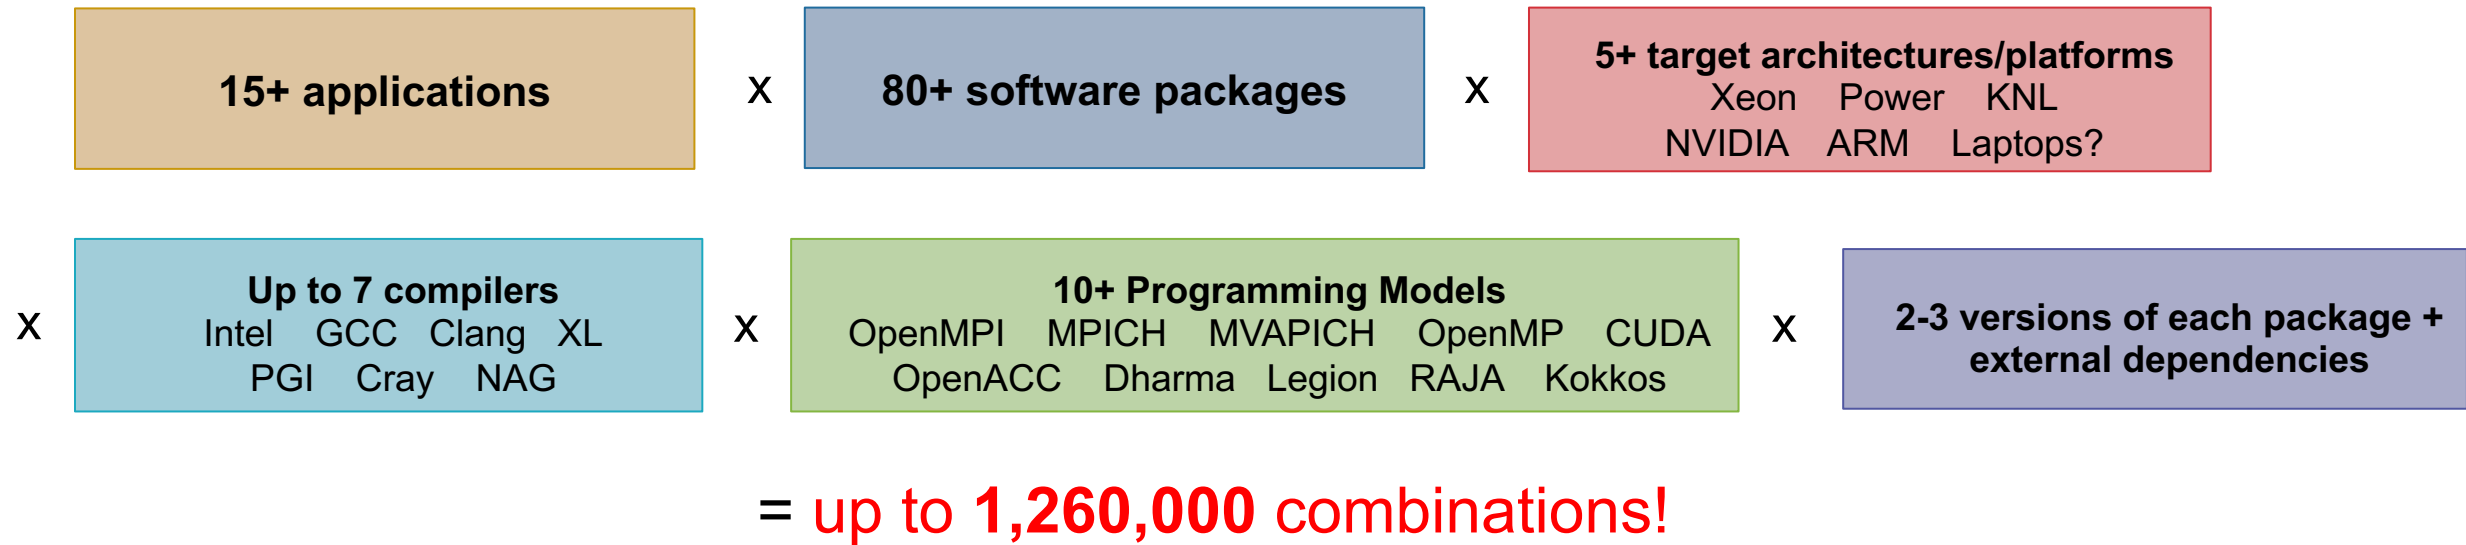 15+ applications
x
80+ software packages
x
5+ target architectures/platforms
Xeon Power KNL
NVIDIA ARM Laptops?
x
Up to 7 compilers
Intel GCC Clang XL
PGI Cray NAG
x
10+ Programming Models
OpenMPI MPICH MVAPICH OpenMP CUDA
OpenACC Dharma Legion RAJA Kokkos
x
2-3 versions of each package +
external dependencies
= up to 1,260,000 combinations!